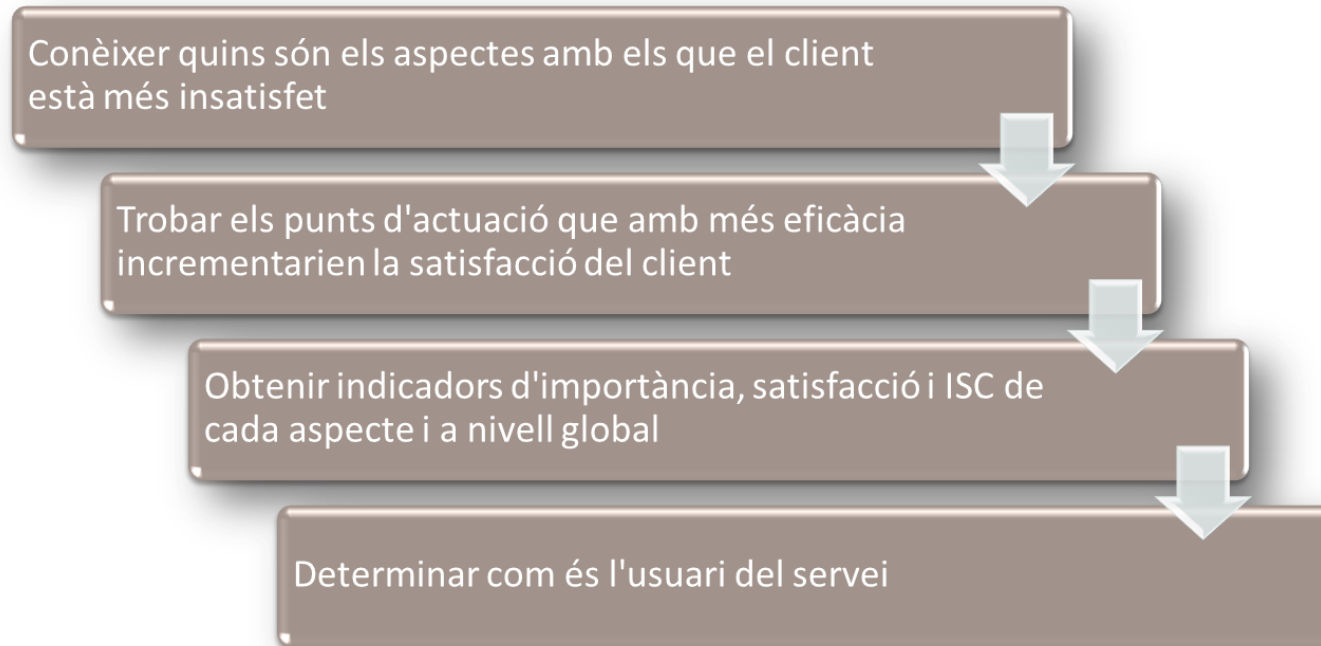 Conèixer quins són els aspectes amb els que el client
està més insatisfet
Trobar els punts d'actuació que amb més eficàcia
incrementarien la satisfacció del client
Obtenir indicadors d'importància, satisfacció i ISC de
cada aspecte i a nivell global
Determinar com és l'usuari del servei